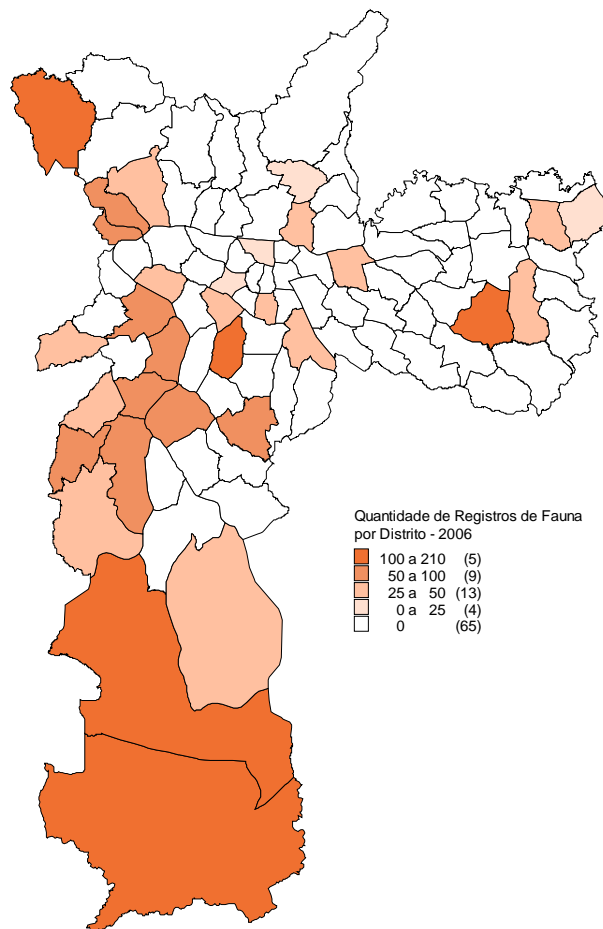 Quantidade de Registros de Fauna
por Distrito - 2006
100 a 210 (5)
50 a 100 (9)
25 a 50 (13)
0 a 25 (4)
0 (65)